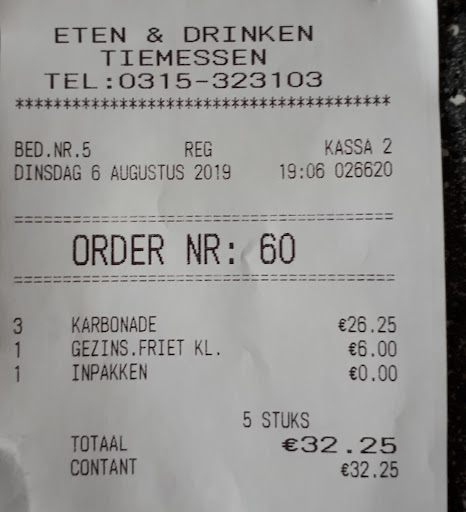 ETEN & DRINKEN
TIEMESSEN
TEL:0315-323103
***************************************
BED.NR.5 REG KASSA 2
DINSDAG 6 AUGUSTUS 2019 19:06 026620
=======================================
ORDER NR: 60
=======================================
3 KARBONADE €26.25
1 GEZINS.FRIET KL. €6.00
1 INPAKKEN €0.00
5 STUKS
TOTAAL €32.25
CONTANT €32.25